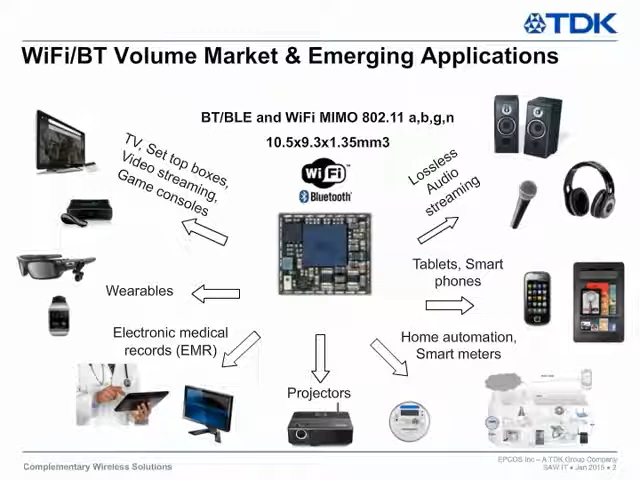 TDK
WiFi/BT Volume Market & Emerging Applications
BT/BLE and WiFi MIMO 802.11 a,b,g,n
10.5x9.3x1.35mm3
WiFi
Bluetooth
TV, Set top boxes,
Video streaming,
Game consoles
Lossless
Audio
streaming
Wearables
Tablets, Smart
phones
Electronic medical
records (EMR)
Home automation,
Smart meters
Projectors
Complementary Wireless Solutions
EPCOS Inc – A TDK Group Company
SAW IT • Jan 2015 • 2